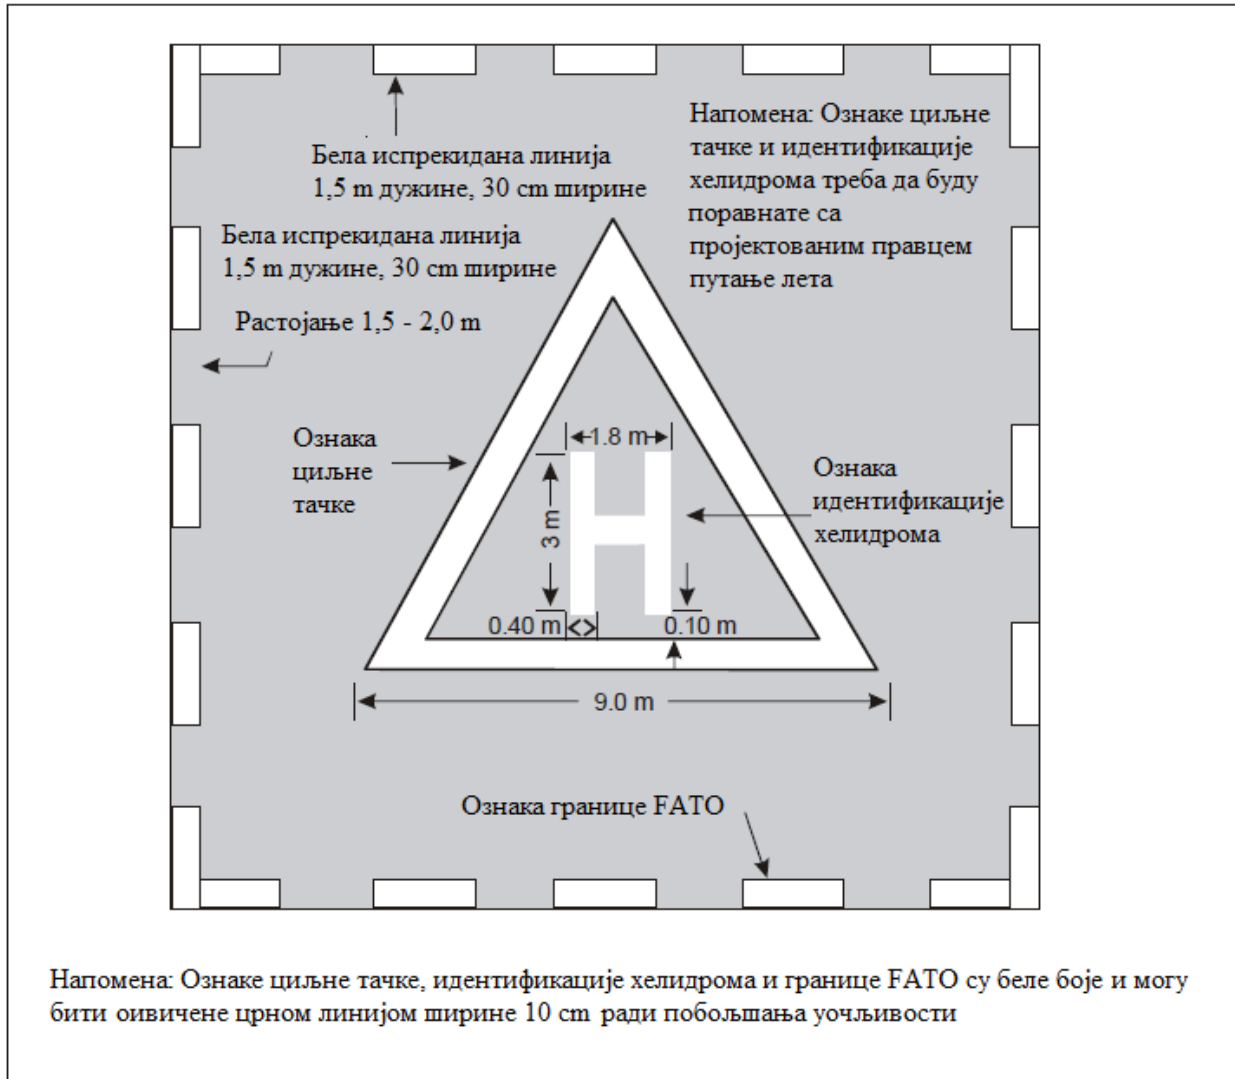 Бела испрекидана линија
1,5 m дужине, 30 cm ширине
Напомена: Ознаке циљне
тачке и идентификације
хелидрома треба да буду
поравнате са
пројектованим правцем
путање лета
Бела испрекидана линија
1,5 m дужине, 30 cm ширине
Растојање 1,5 - 2,0 m
Ознака
циљне
тачке
1.8 m
3 m
H
Ознака
идентификације
хелидрома
0.40 m
0.10 m
9.0 m
Ознака границе FATO
Напомена: Ознаке циљне тачке, идентификације хелидрома и границе FATO су беле боје и могу
бити оивичене црном линијом ширине 10 cm ради побољшања уочљивости